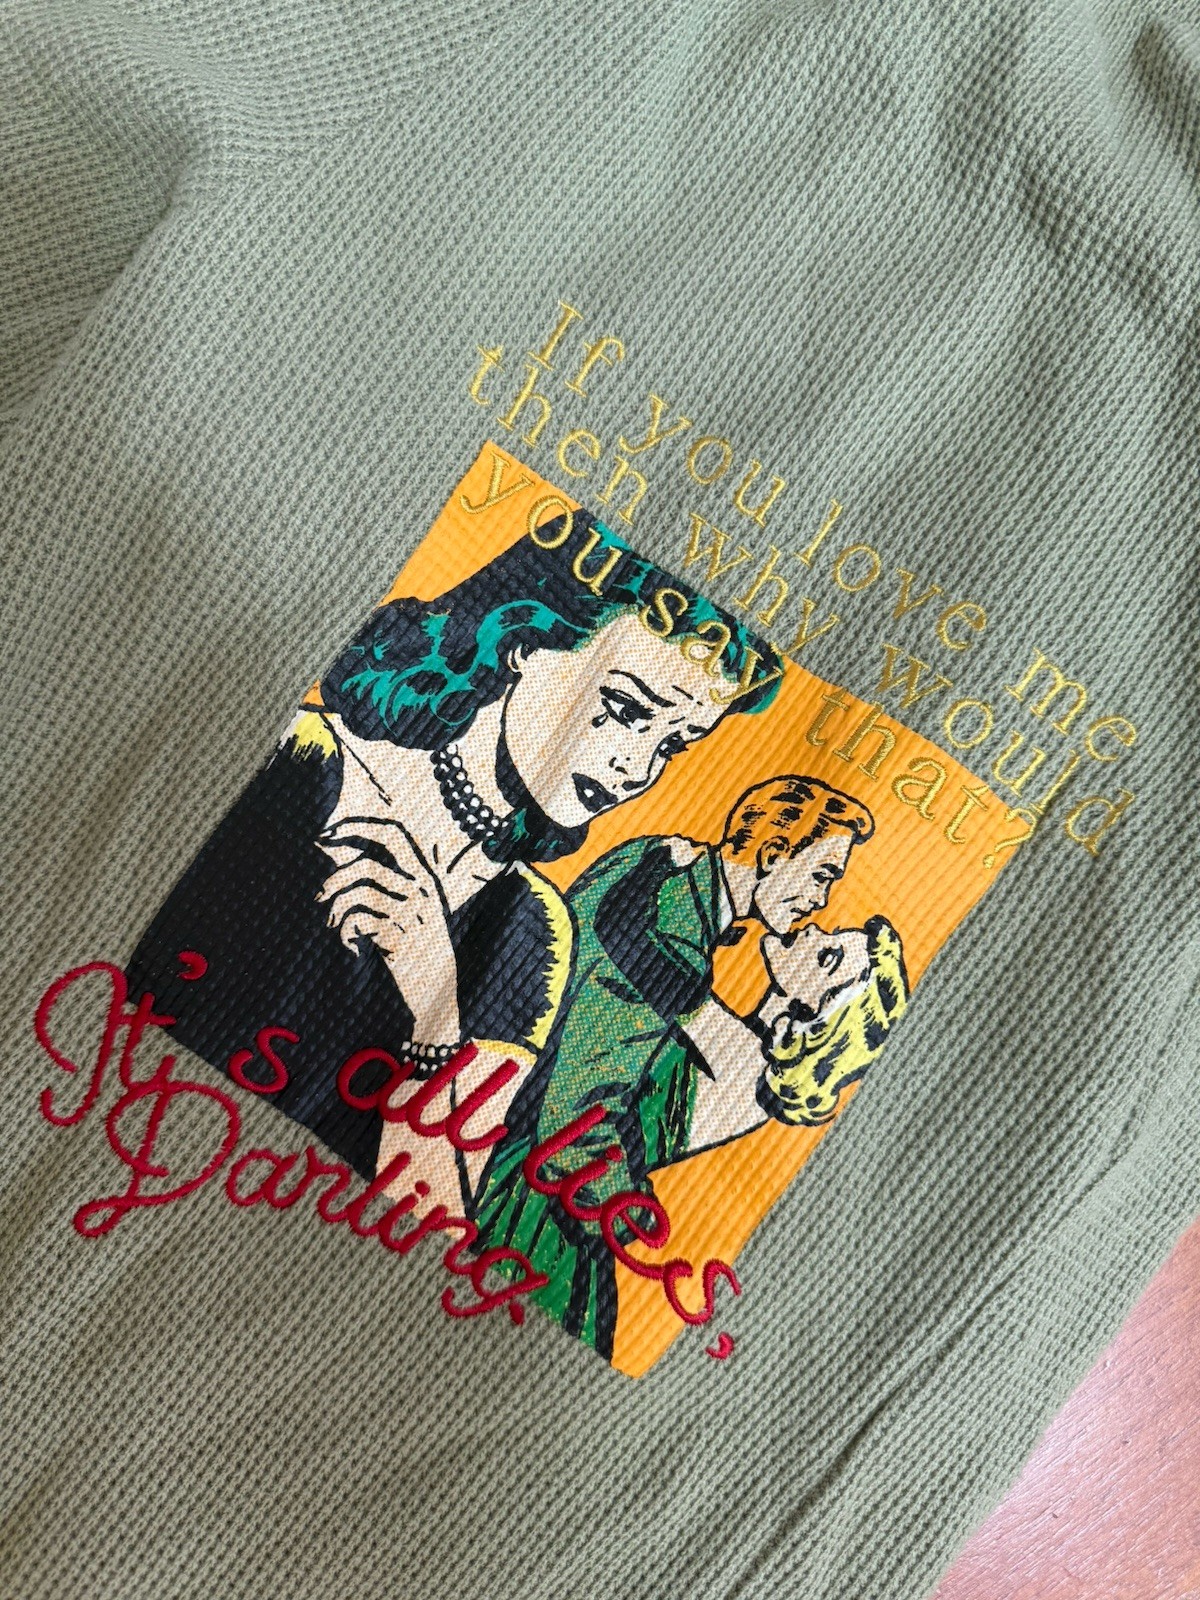 If you love me
then why would
you say that?
It's all lies,
Darling.